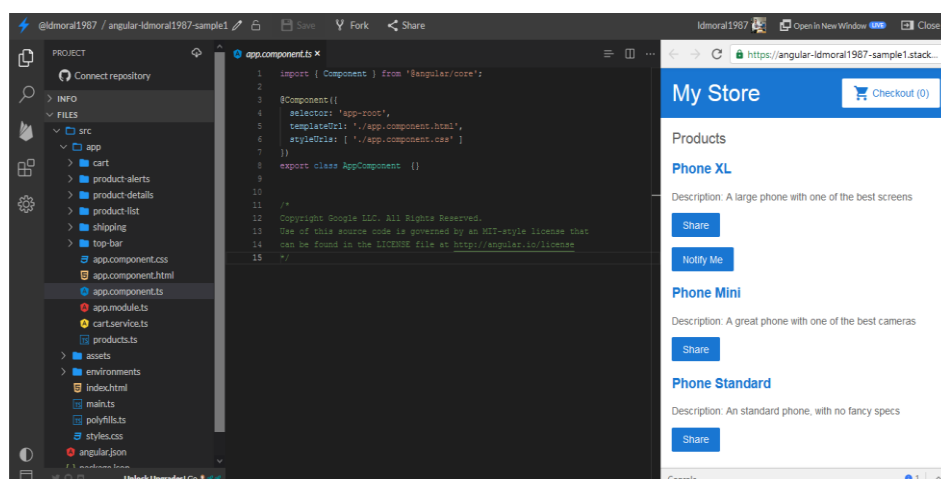 @ldmoral1987 / angular-ldmoral1987-sample1
Save
Fork
Share
ldmoral1987
Open in New Window LIVE
Close
PROJECT
Connect repository
INFO
FILES
src
app
cart
product-alerts
product-details
product-list
shipping
top-bar
app.component.css
app.component.html
app.component.ts
app.module.ts
cart.service.ts
products.ts
assets
environments
index.html
main.ts
polyfills.ts
styles.css
angular.json
app.component.ts ×
1 import { Component } from '@angular/core';
2
3 @Component({
4 selector: 'app-root',
5 templateUrl: './app.component.html',
6 styleUrls: [ './app.component.css' ]
7 })
8 export class AppComponent {}
9
10
11 /*
12 Copyright Google LLC. All Rights Reserved.
13 Use of this source code is governed by an MIT-style license that
14 can be found in the LICENSE file at http://angular.io/license
15 */
https://angular-ldmoral1987-sample1.stack...
My Store
Checkout (0)
Products
Phone XL
Description: A large phone with one of the best screens
Share
Notify Me
Phone Mini
Description: A great phone with one of the best cameras
Share
Phone Standard
Description: An standard phone, with no fancy specs
Share